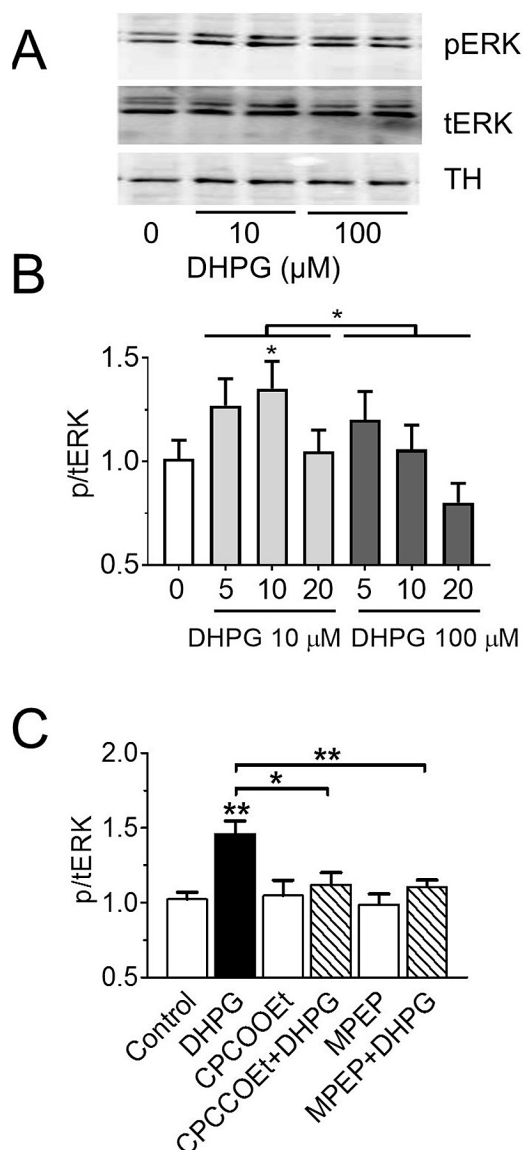 A
pERK
tERK
TH
0 10 100
DHPG (μM)
B
*
*
1.5
1.0
0.5
p/tERK
0 5 10 20 5 10 20
DHPG 10 μM DHPG 100 μM
C
**
*
**
2.0
1.5
1.0
0.5
p/tERK
Control
DHPG
CPCOOEt
CPCCOEt+DHPG
MPEP
MPEP+DHPG